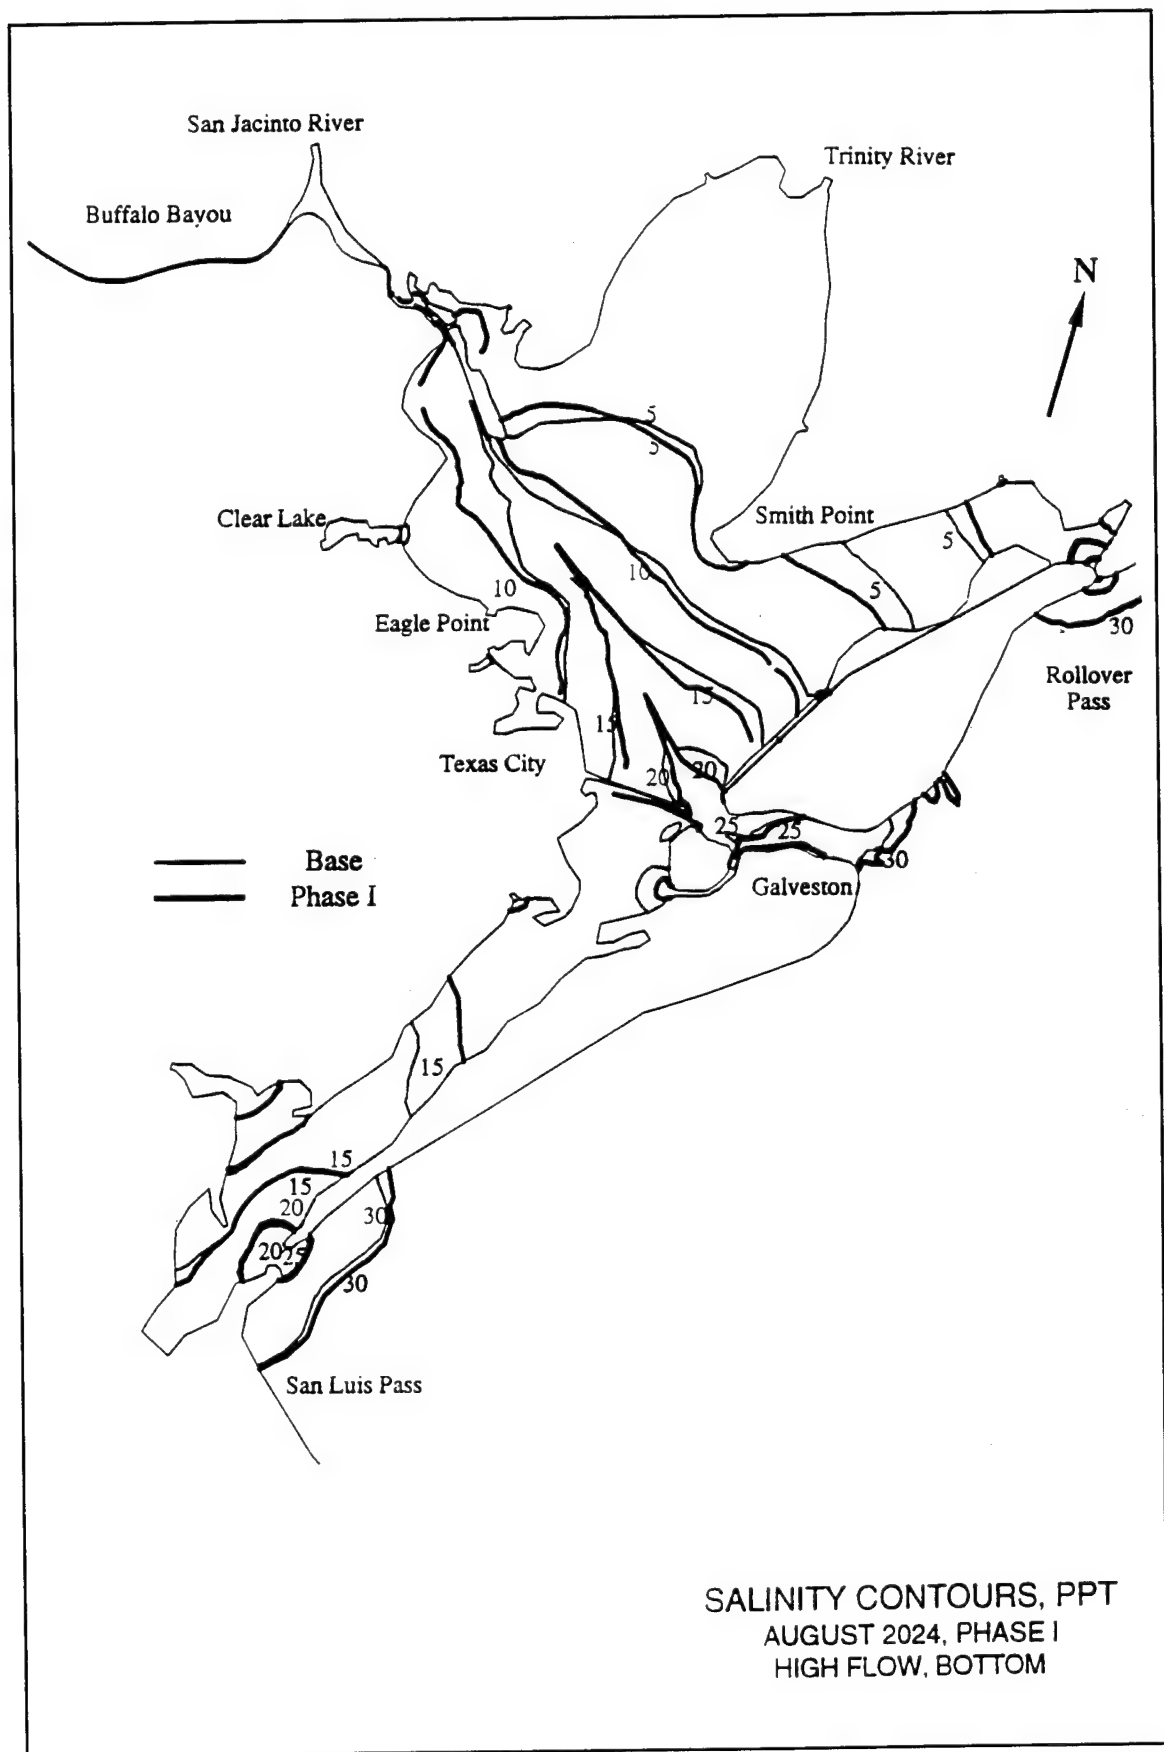 San Jacinto River
Trinity River
Buffalo Bayou
N
5
5
Smith Point
Clear Lake
5
10
10
5
Eagle Point
30
Rollover
Pass
15
15
Texas City
20
20
25
25
Base
30
Phase I
Galveston
15
15
15
20
30
20
25
30
San Luis Pass
SALINITY CONTOURS, PPT
AUGUST 2024, PHASE I
HIGH FLOW, BOTTOM